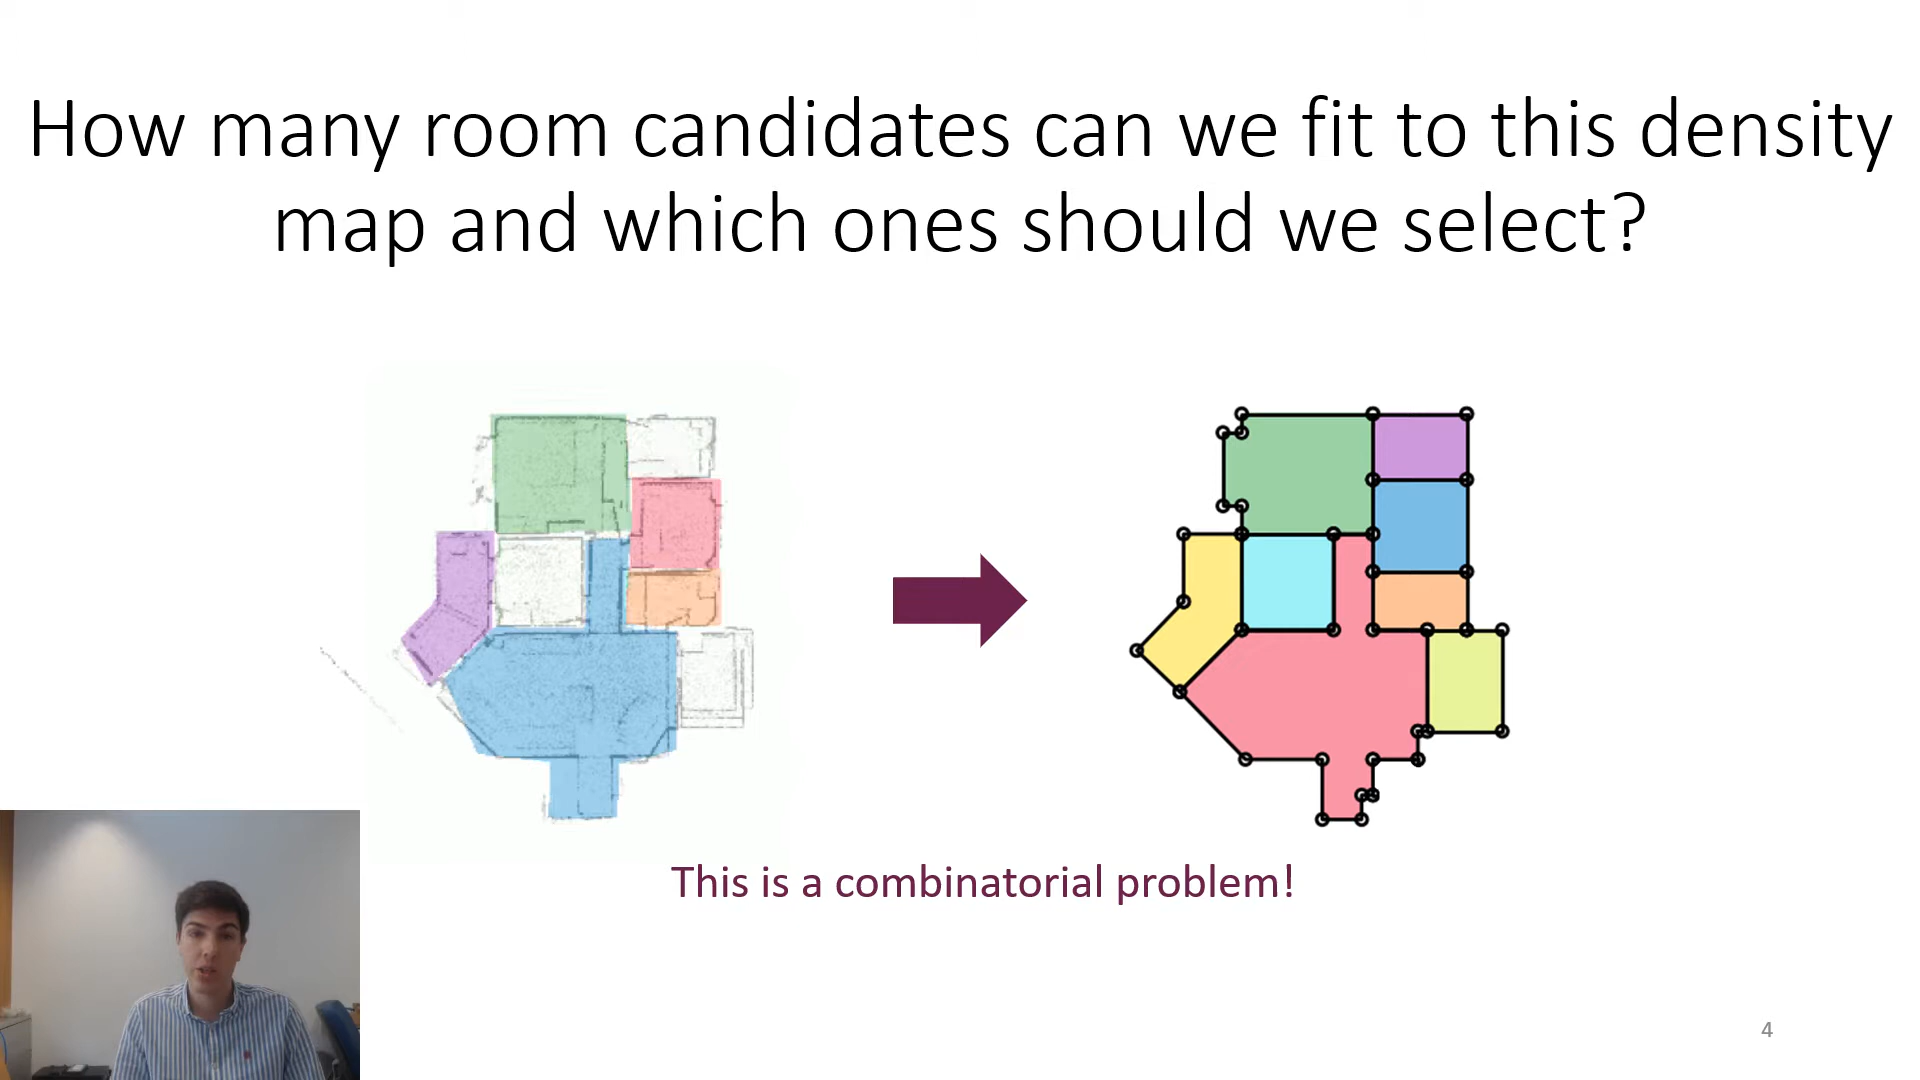 How many room candidates can we fit to this density
map and which ones should we select?
This is a combinatorial problem!
4